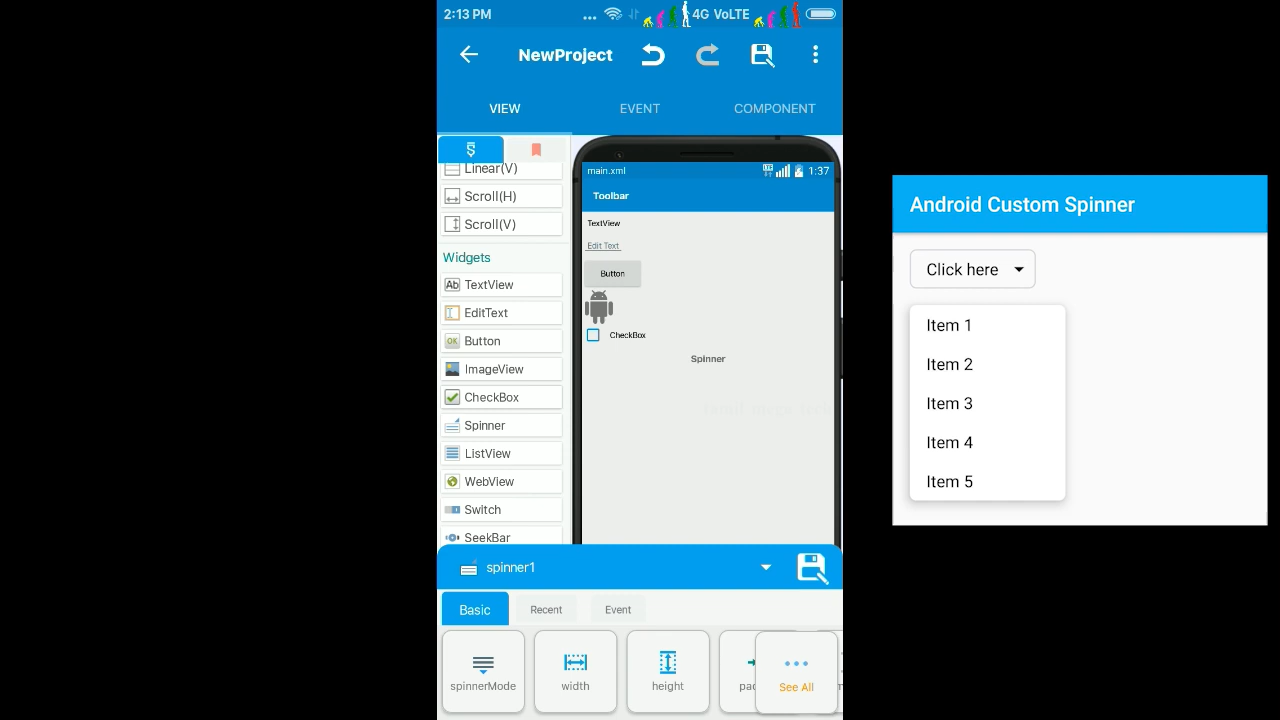 2:13 PM
4G VoLTE
NewProject
VIEW
EVENT
COMPONENT
Linear(V)
Scroll(H)
Scroll(V)
Widgets
Ab TextView
EditText
OK Button
ImageView
CheckBox
Spinner
ListView
WebView
Switch
SeekBar
main.xml
LTE
1:37
Toolbar
TextView
Edit Text
Button
CheckBox
Spinner
spinner1
Basic
Recent
Event
spinnerMode
width
height
See All
Android Custom Spinner
Click here
Item 1
Item 2
Item 3
Item 4
Item 5